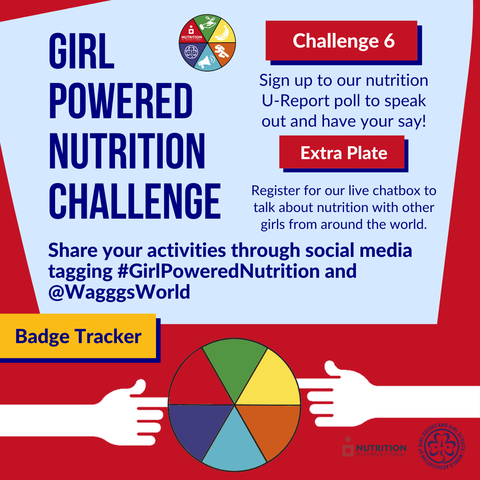 GIRL
POWERED
NUTRITION
CHALLENGE
NUTRITION
Challenge 6
Sign up to our nutrition
U-Report poll to speak
out and have your say!
Extra Plate
Register for our live chatbox to
talk about nutrition with other
girls from around the world.
Share your activities through social media
tagging #GirlPoweredNutrition and
@WagggsWorld
Badge Tracker
NUTRITION